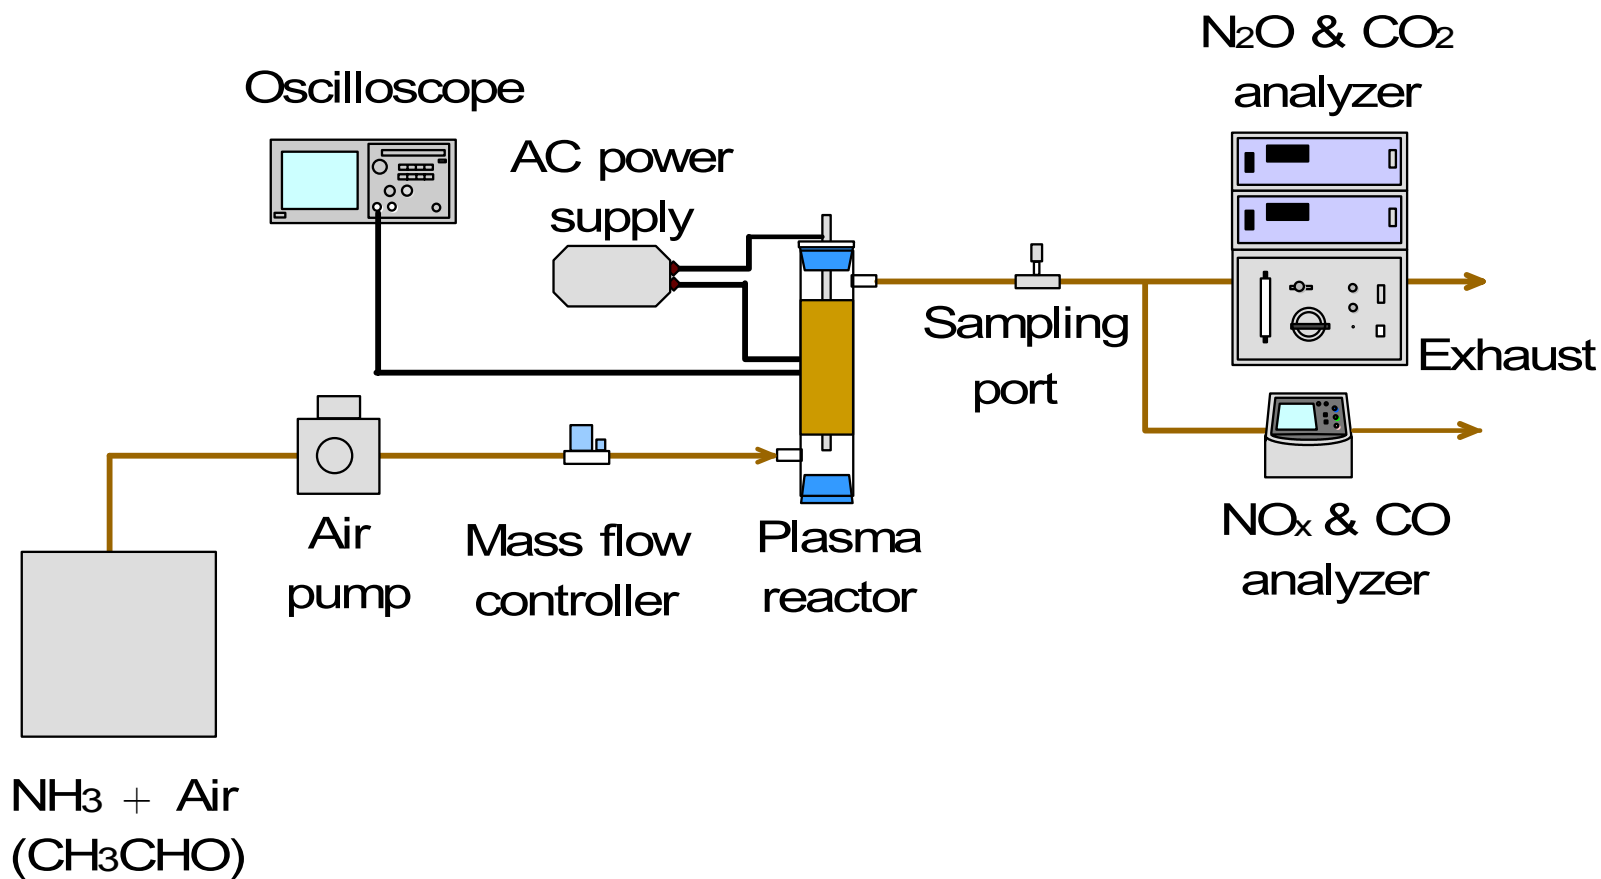 N₂O & CO₂
analyzer
Oscilloscope
AC power
supply
Sampling
port
Exhaust
Air
pump
Mass flow
controller
Plasma
reactor
NOₓ & CO
analyzer
NH₃ + Air
(CH₃CHO)